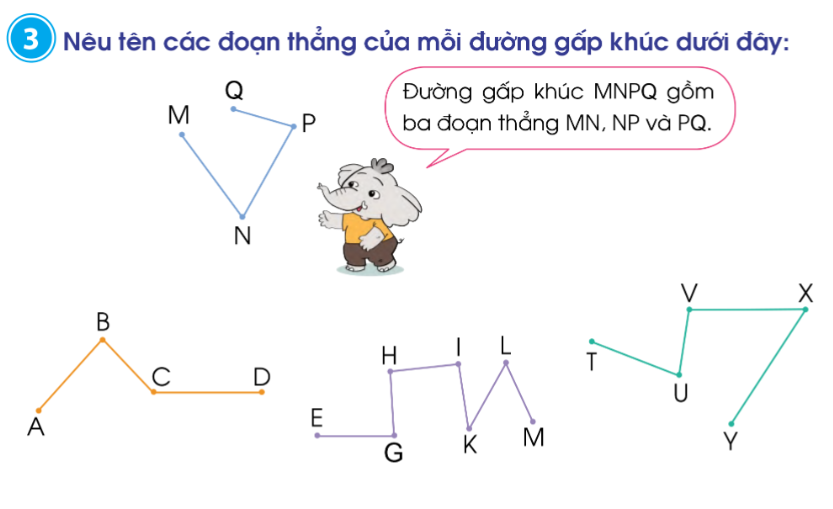 3 Nêu tên các đoạn thẳng của mỗi đường gấp khúc dưới đây:
Q
M
P
N
Đường gấp khúc MNPQ gồm
ba đoạn thẳng MN, NP và PQ.
B
C
D
A
H
I
L
E
G
K
M
V
X
T
U
Y